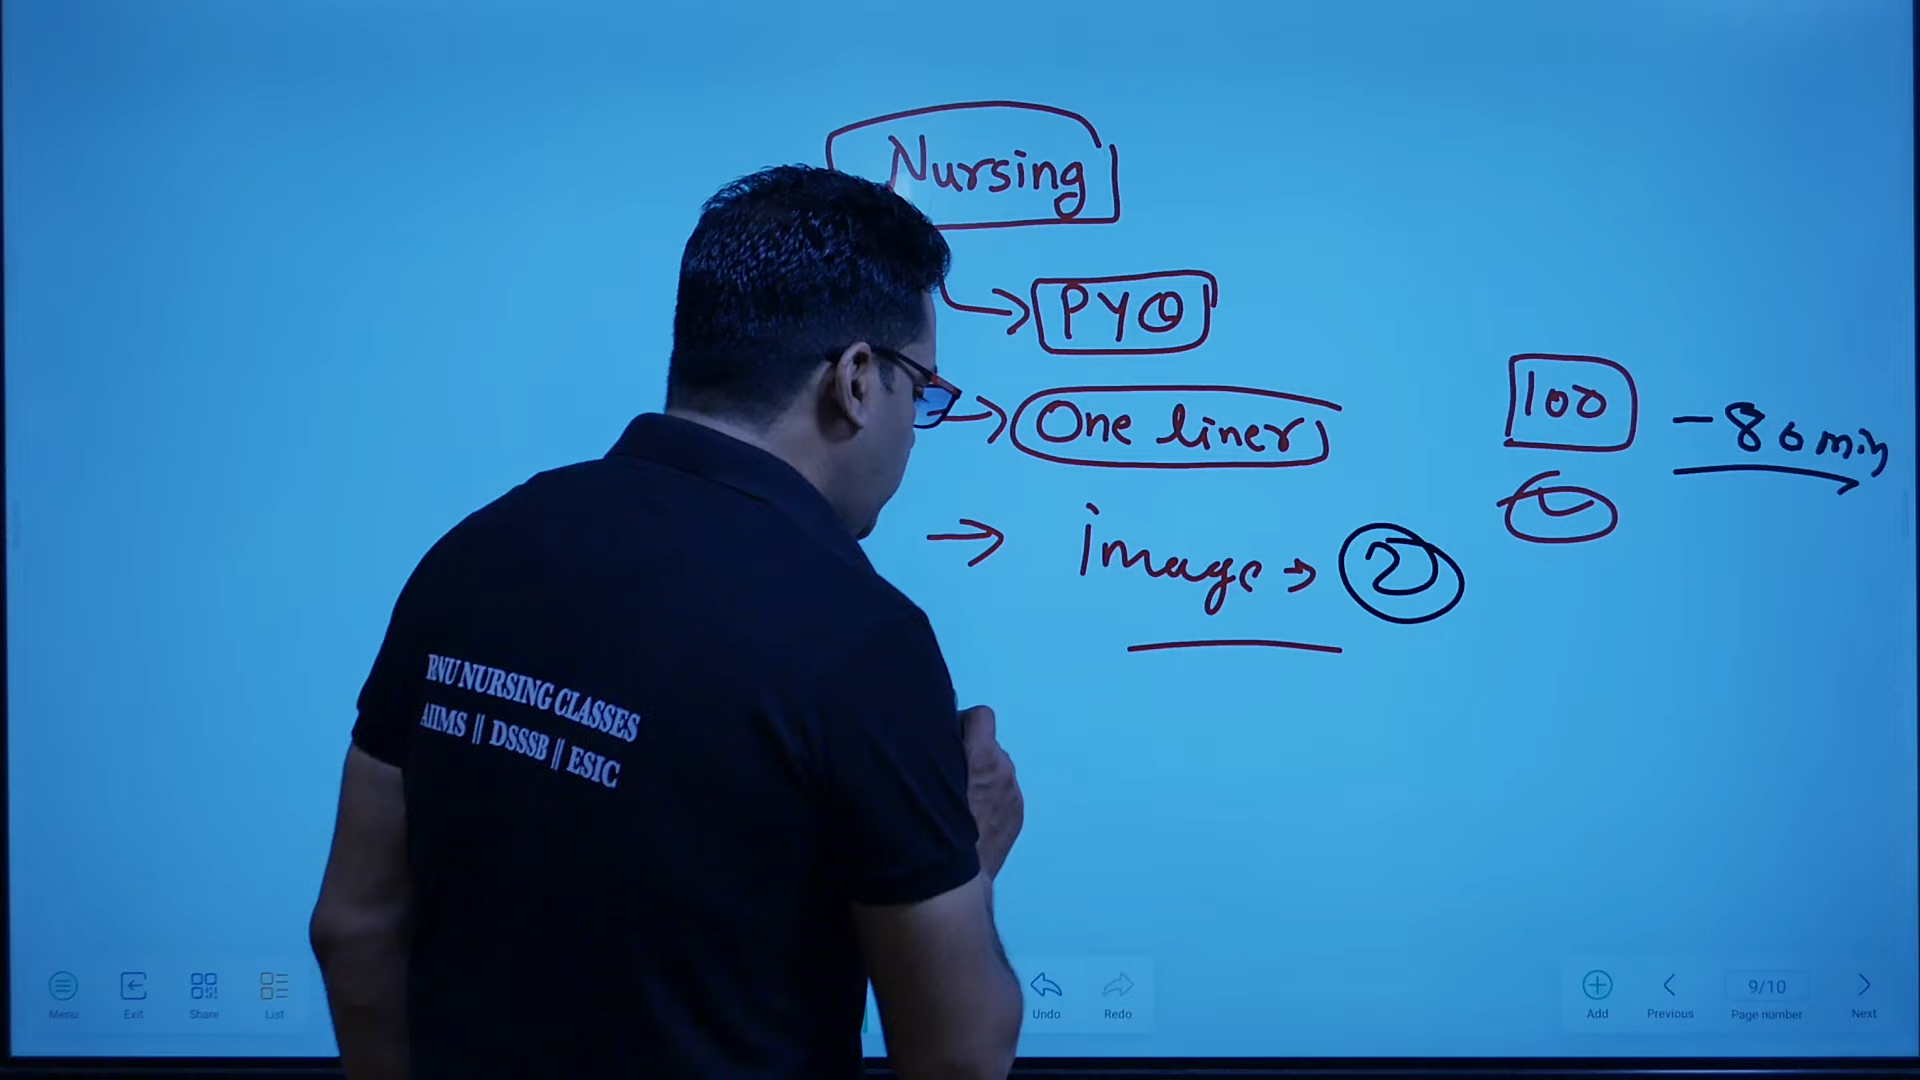 Nursing
PYQ
One liner
100 - 80 min
image → 2
RNU NURSING CLASSES
AIIMS || DSSSB || ESIC
Menu
Exit
Share
List
Undo
Redo
Add
Previous
9/10
Page number
Next